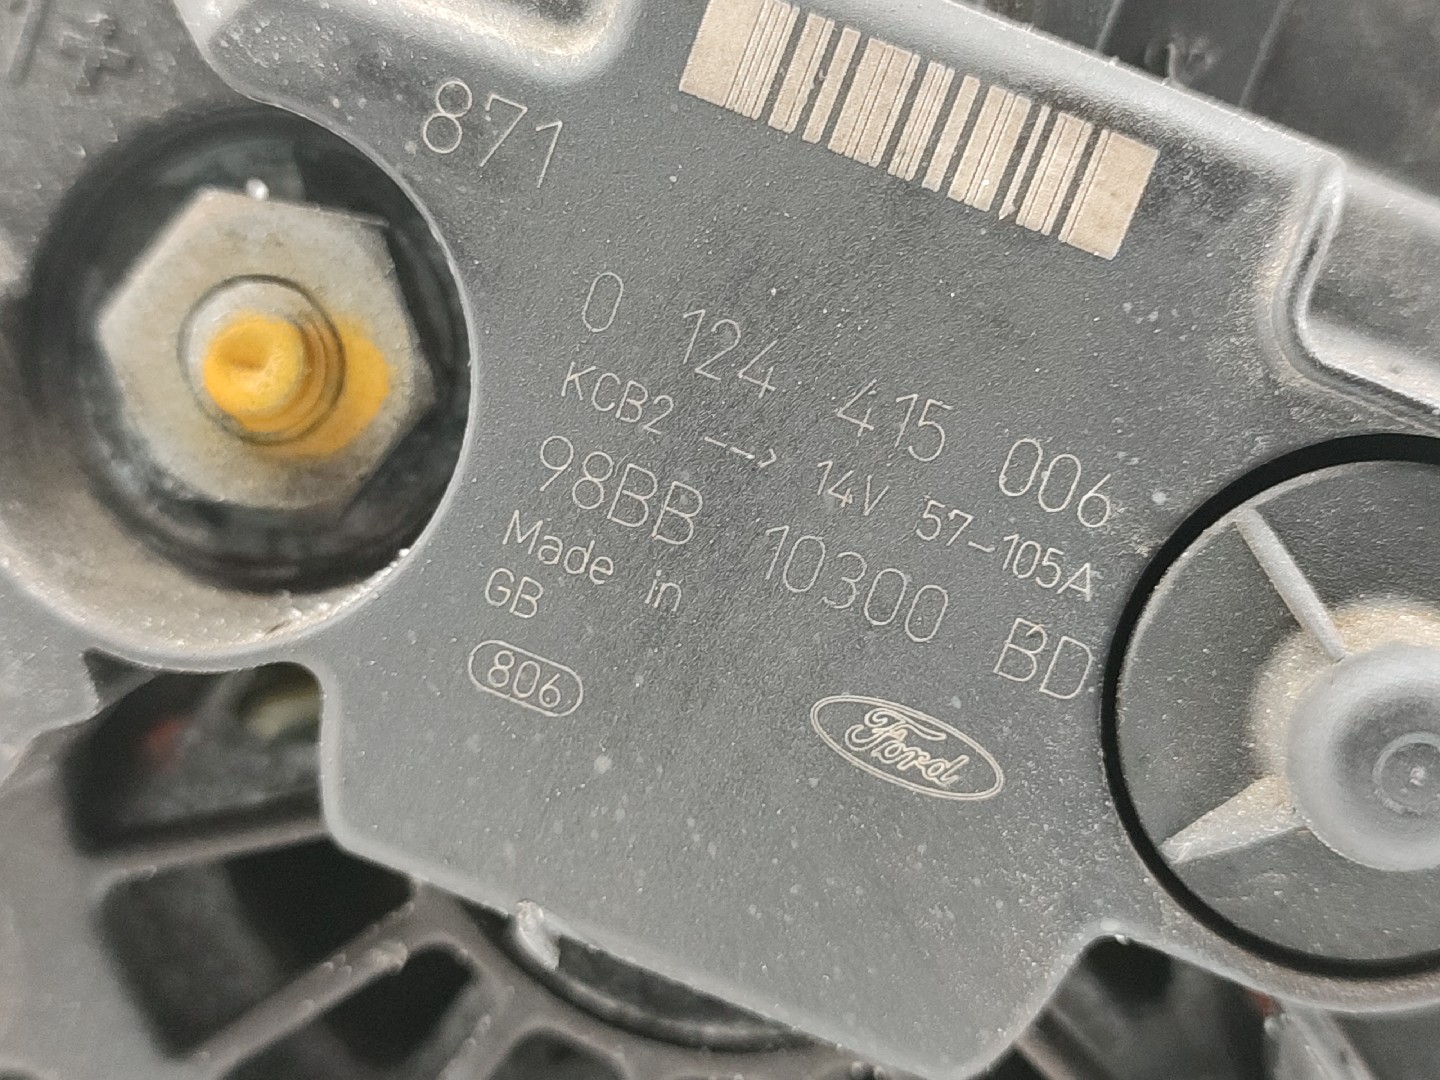 871
0 124 415 006
KCB2 --> 14V 57-105A
98BB 10300 BD
Made in
GB
806
Ford